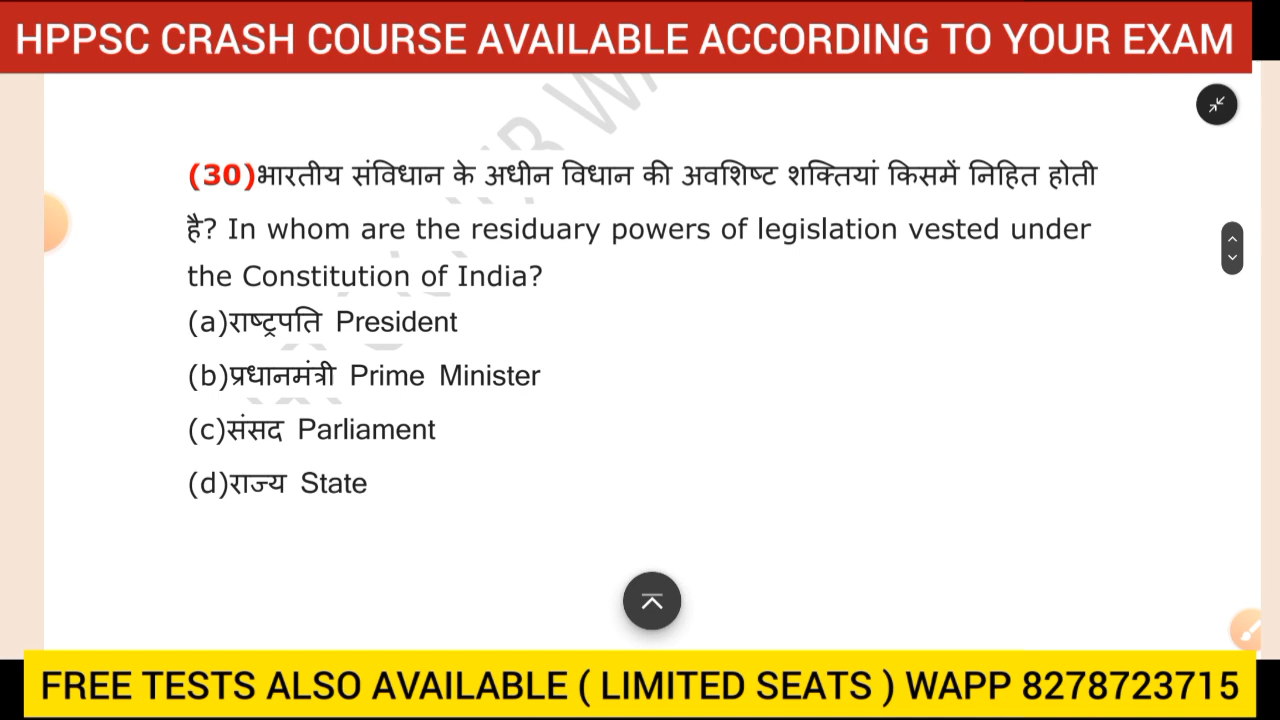 HPPSC CRASH COURSE AVAILABLE ACCORDING TO YOUR EXAM
(30)भारतीय संविधान के अधीन विधान की अवशिष्ट शक्तियां किसमें निहित होती
है? In whom are the residuary powers of legislation vested under
the Constitution of India?
(a)राष्ट्रपति President
(b)प्रधानमंत्री Prime Minister
(c)संसद Parliament
(d)राज्य State
FREE TESTS ALSO AVAILABLE ( LIMITED SEATS ) WAPP 8278723715